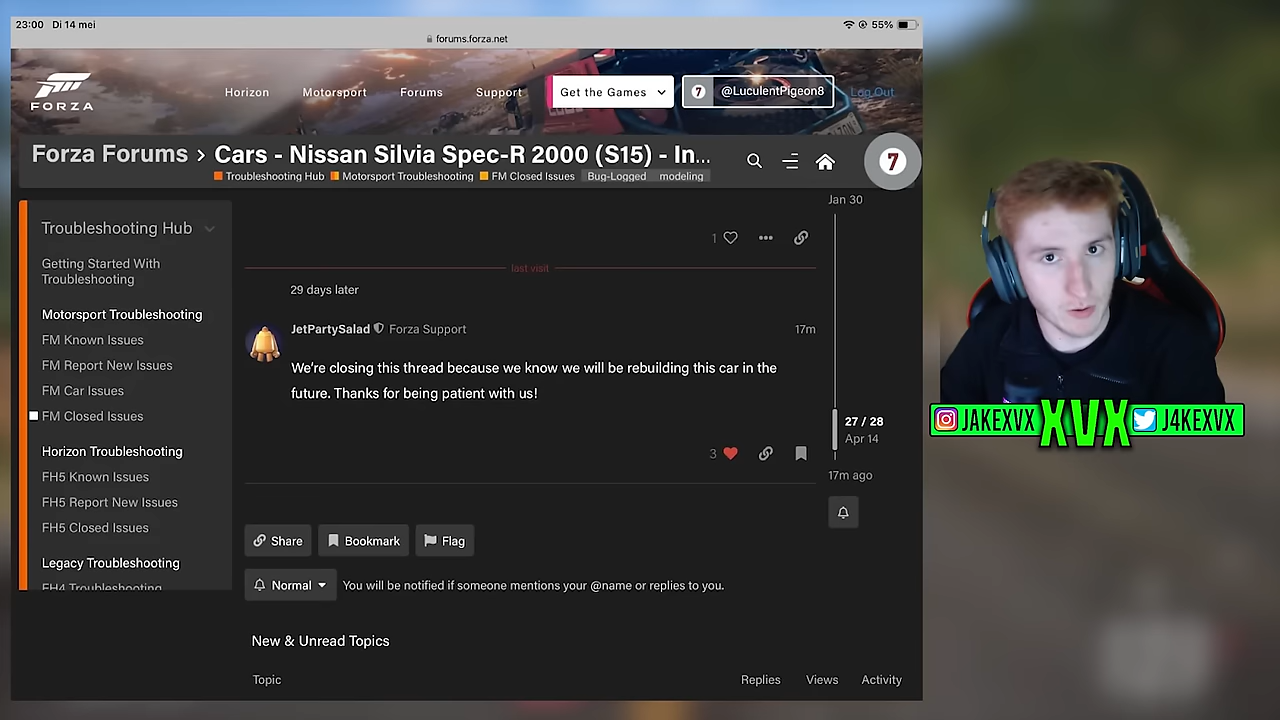 23:00 Di 14 mei
55%
forums.forza.net
FORZA
Horizon
Motorsport
Forums
Support
Get the Games
7
@LuculentPigeon8
Log Out
Forza Forums > Cars - Nissan Silvia Spec-R 2000 (S15) - In...
7
Troubleshooting Hub Motorsport Troubleshooting FM Closed Issues Bug-Logged modeling
Troubleshooting Hub
Getting Started With
Troubleshooting
Motorsport Troubleshooting
FM Known Issues
FM Report New Issues
FM Car Issues
FM Closed Issues
Horizon Troubleshooting
FH5 Known Issues
FH5 Report New Issues
FH5 Closed Issues
Legacy Troubleshooting
FH4 Troubleshooting
1
last visit
29 days later
JetPartySalad Forza Support
17m
We're closing this thread because we know we will be rebuilding this car in the
future. Thanks for being patient with us!
3
Jan 30
27 / 28
Apr 14
17m ago
Share
Bookmark
Flag
Normal
You will be notified if someone mentions your @name or replies to you.
New & Unread Topics
Topic
Replies
Views
Activity
JAKEXVX
XVX
J4KEXVX